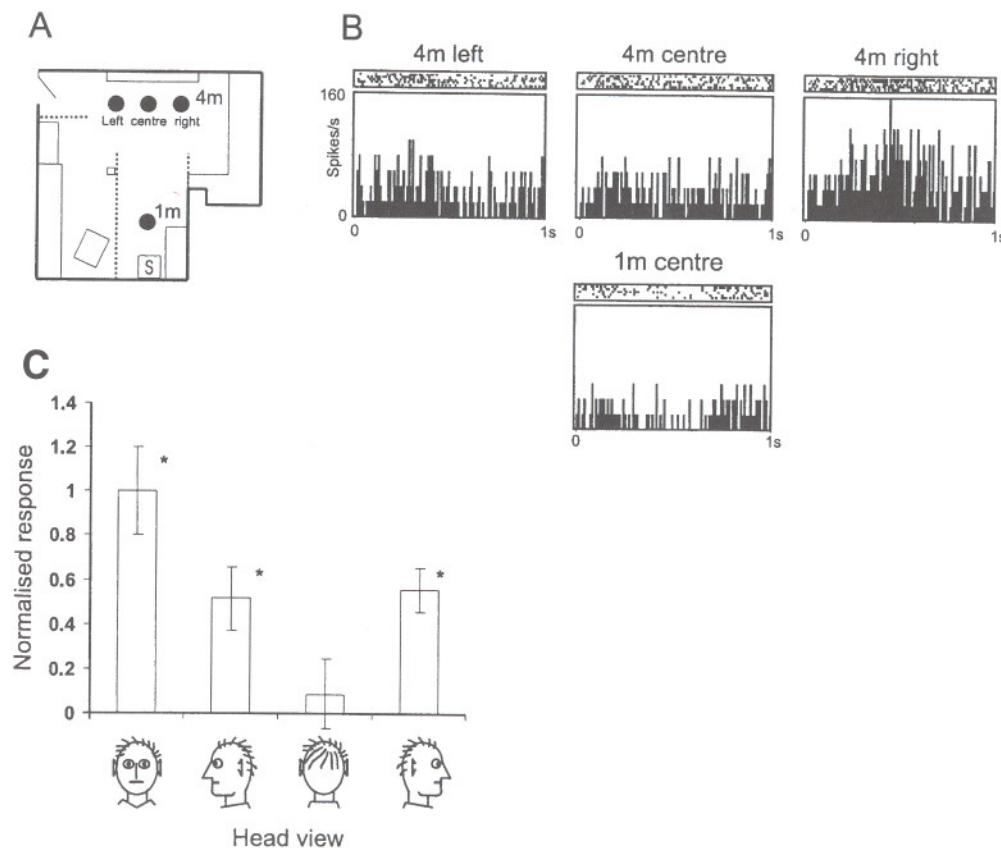 A
Left centre right 4m
1m
S
B
4m left
4m centre
4m right
160
Spikes/s
0
0 1s
0 1s
0 1s
1m centre
0 1s
C
Normalised response
1.4
1.2
1
0.8
0.6
0.4
0.2
0
*
*
*
Head view